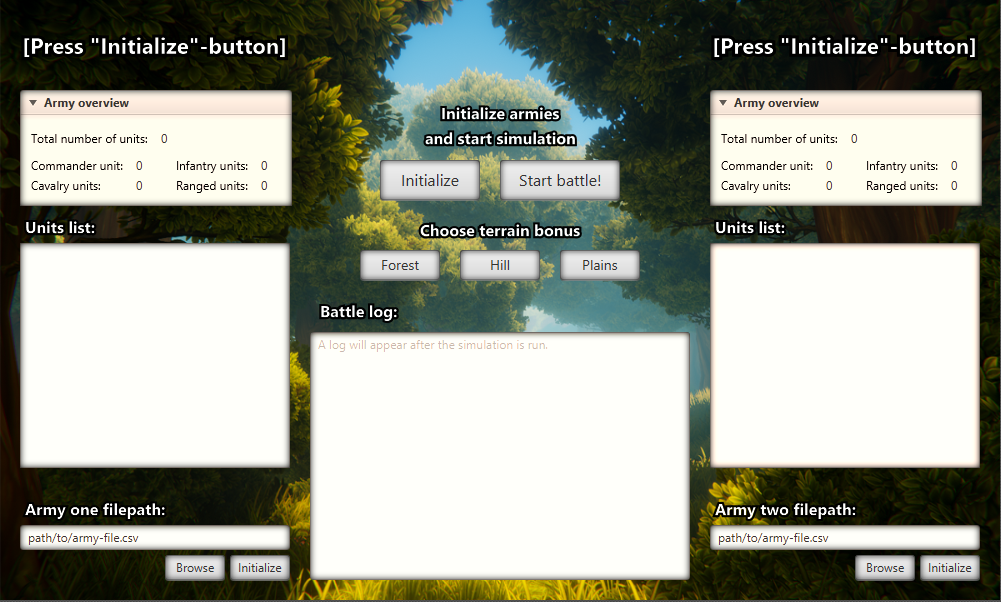 [Press "Initialize"-button]
Army overview
Total number of units: 0
Commander unit: 0 Infantry units: 0
Cavalry units: 0 Ranged units: 0
Units list:
Army one filepath:
path/to/army-file.csv
Browse Initialize
Initialize armies
and start simulation
Initialize Start battle!
Choose terrain bonus
Forest Hill Plains
Battle log:
A log will appear after the simulation is run.
[Press "Initialize"-button]
Army overview
Total number of units: 0
Commander unit: 0 Infantry units: 0
Cavalry units: 0 Ranged units: 0
Units list:
Army two filepath:
path/to/army-file.csv
Browse Initialize